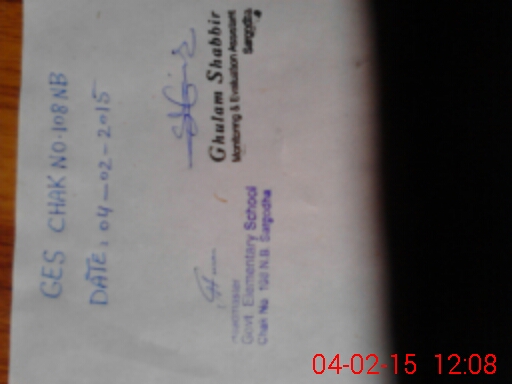 GES CHAK NO.108 NB
DATE: 04-02-2015
Ghulam Shabbir
Monitoring & Evaluation Assistant
Sargodha
Govt. Elementary School
Chak No. 108 N.B. Sargodha
04-02-15 12:08